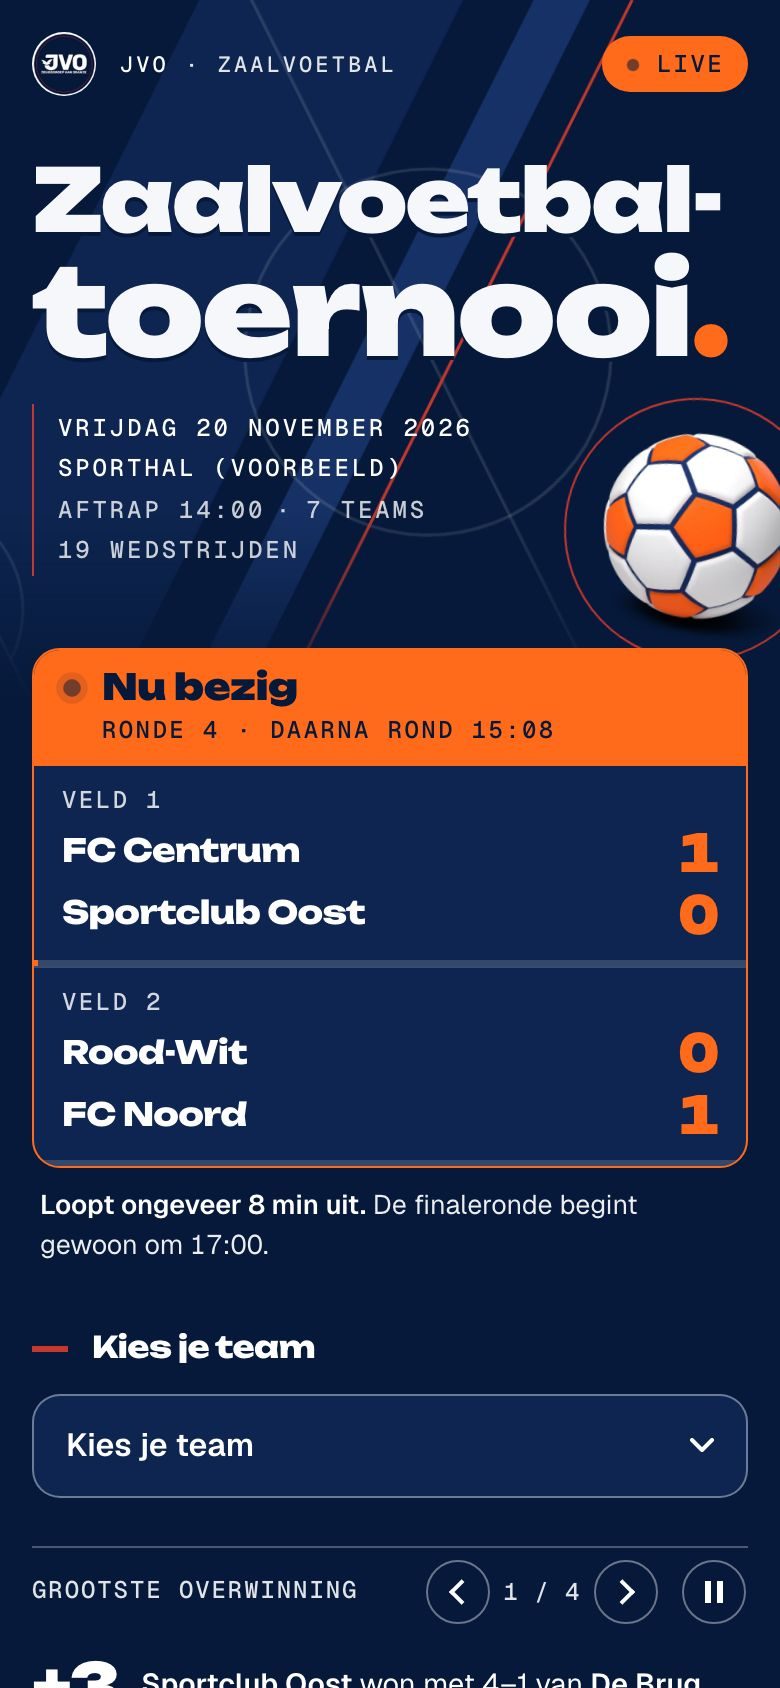 JVO
JVO · ZAALVOETBAL
LIVE
Zaalvoetbal-
toernooi.
VRIJDAG 20 NOVEMBER 2026
SPORTHAL (VOORBEELD)
AFTRAP 14:00 · 7 TEAMS
19 WEDSTRIJDEN
Nu bezig
RONDE 4 · DAARNA ROND 15:08
VELD 1
FC Centrum 1
Sportclub Oost 0
VELD 2
Rood-Wit 0
FC Noord 1
Loopt ongeveer 8 min uit. De finaleronde begint
gewoon om 17:00.
Kies je team
Kies je team
GROOTSTE OVERWINNING 1 / 4
+3 Sportclub Oost won met 4–1 van De Brug